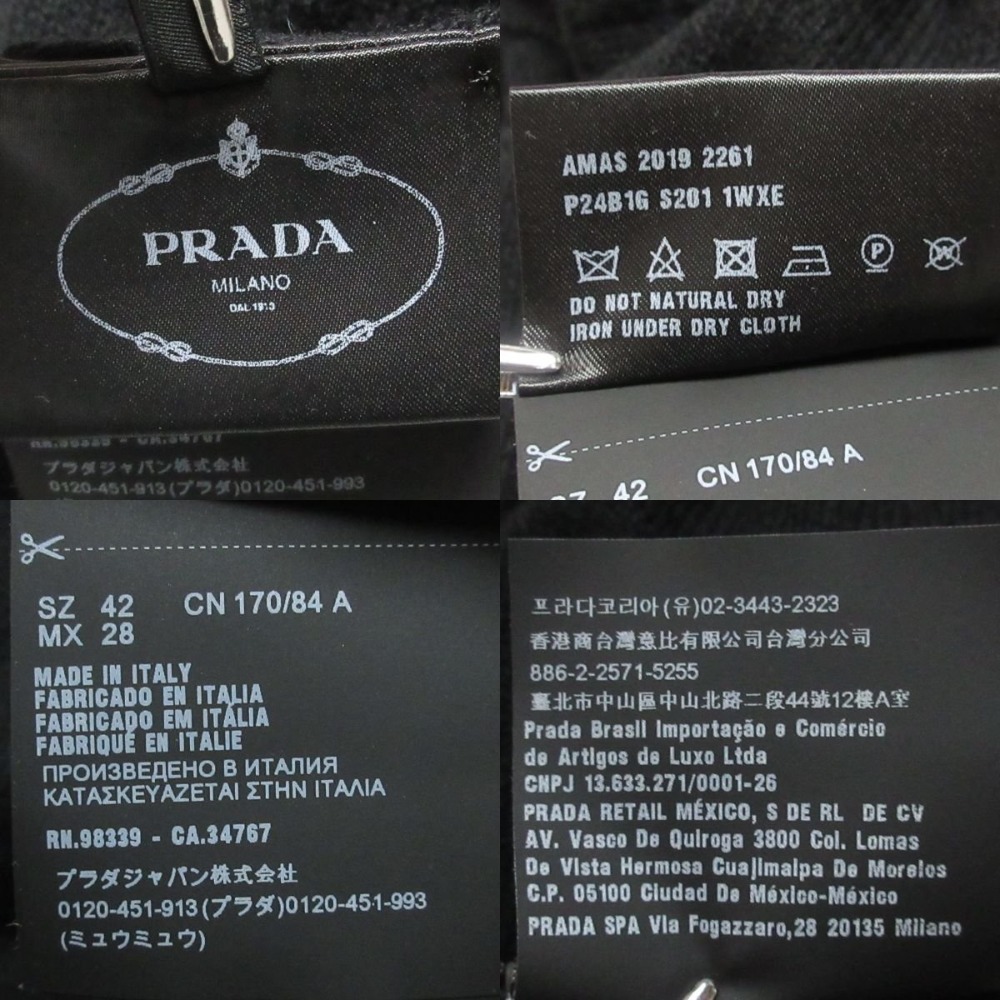 PRADA
MILANO
DAL 1913
RN.98339 - CA.34767
プラダジャパン株式会社
0120-451-913(プラダ)0120-451-993
AMAS 2019 2261
P24B1G S201 1WXE
P
W
DO NOT NATURAL DRY
IRON UNDER DRY CLOTH
SZ 42 CN 170/84 A
SZ 42 CN 170/84 A
MX 28
MADE IN ITALY
FABRICADO EN ITALIA
FABRICADO EM ITÁLIA
FABRIQUÉ EN ITALIE
ПРОИЗВЕДЕНО В ИТАЛИЯ
ΚΑΤΑΣΚΕΥΑΖΕΤΑΙ ΣΤΗΝ ΙΤΑΛΙΑ
RN.98339 - CA.34767
プラダジャパン株式会社
0120-451-913(プラダ)0120-451-993
(ミュウミュウ)
프라다코리아(유)02-3443-2323
香港商台灣意比有限公司台灣分公司
886-2-2571-5255
臺北市中山區中山北路二段44號12樓A室
Prada Brasil Importação e Comércio
de Artigos de Luxo Ltda
CNPJ 13.633.271/0001-26
PRADA RETAIL MÉXICO, S DE RL DE CV
AV. Vasco De Quiroga 3800 Col. Lomas
De Vista Hermosa Cuajimalpa De Morelos
C.P. 05100 Ciudad De México-México
PRADA SPA Via Fogazzaro,28 20135 Milano